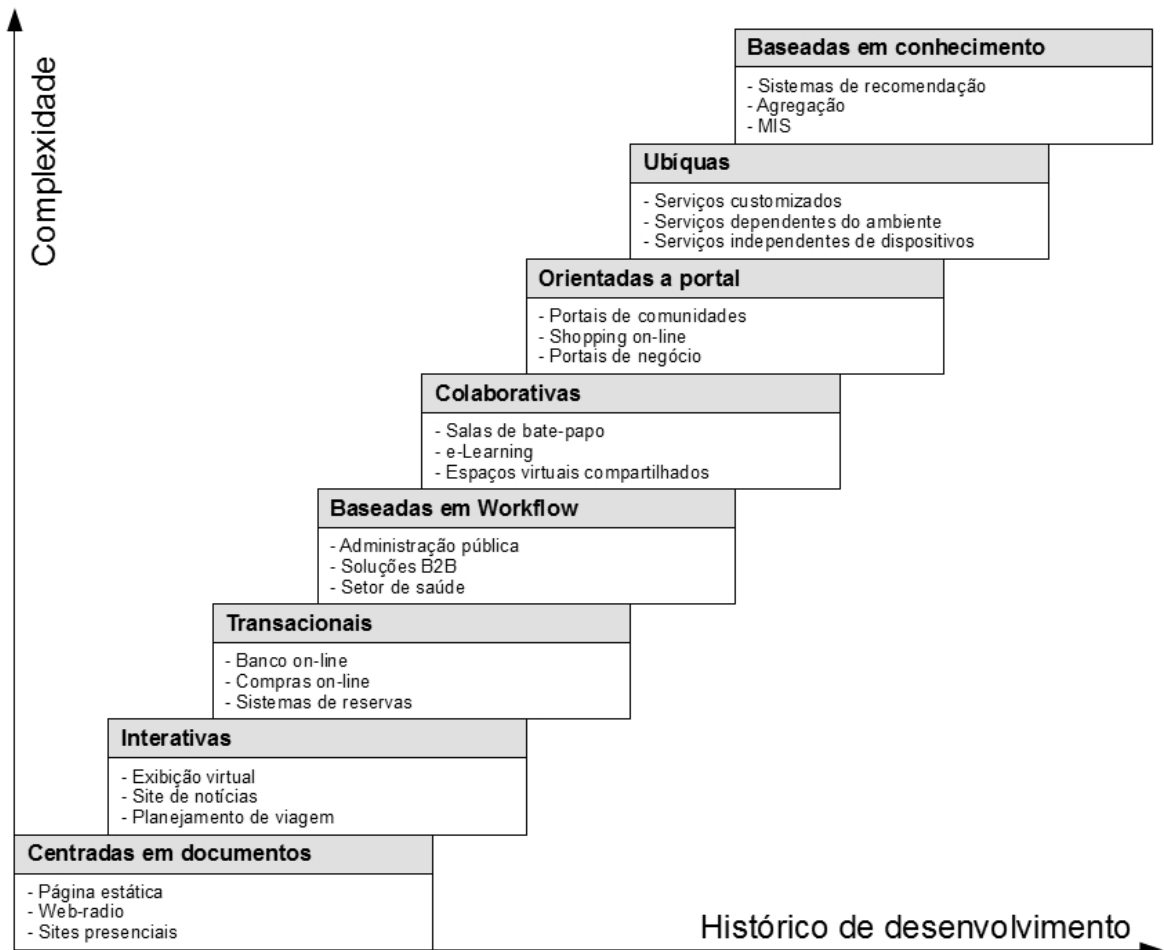 Complexidade
Baseadas em conhecimento
- Sistemas de recomendação
- Agregação
- MIS
Ubíquas
- Serviços customizados
- Serviços dependentes do ambiente
- Serviços independentes de dispositivos
Orientadas a portal
- Portais de comunidades
- Shopping on-line
- Portais de negócio
Colaborativas
- Salas de bate-papo
- e-Learning
- Espaços virtuais compartilhados
Baseadas em Workflow
- Administração pública
- Soluções B2B
- Setor de saúde
Transacionais
- Banco on-line
- Compras on-line
- Sistemas de reservas
Interativas
- Exibição virtual
- Site de notícias
- Planejamento de viagem
Centradas em documentos
- Página estática
- Web-radio
- Sites presenciais
Histórico de desenvolvimento